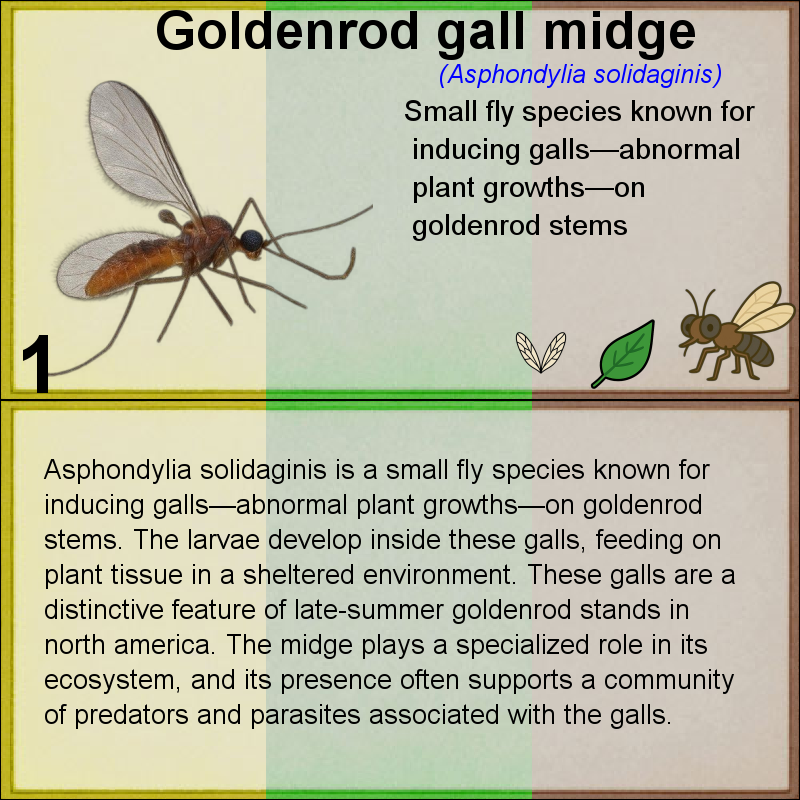 Goldenrod gall midge
(Asphondylia solidaginis)
Small fly species known for
inducing galls—abnormal
plant growths—on
goldenrod stems
1
Asphondylia solidaginis is a small fly species known for
inducing galls—abnormal plant growths—on goldenrod
stems. The larvae develop inside these galls, feeding on
plant tissue in a sheltered environment. These galls are a
distinctive feature of late-summer goldenrod stands in
north america. The midge plays a specialized role in its
ecosystem, and its presence often supports a community
of predators and parasites associated with the galls.